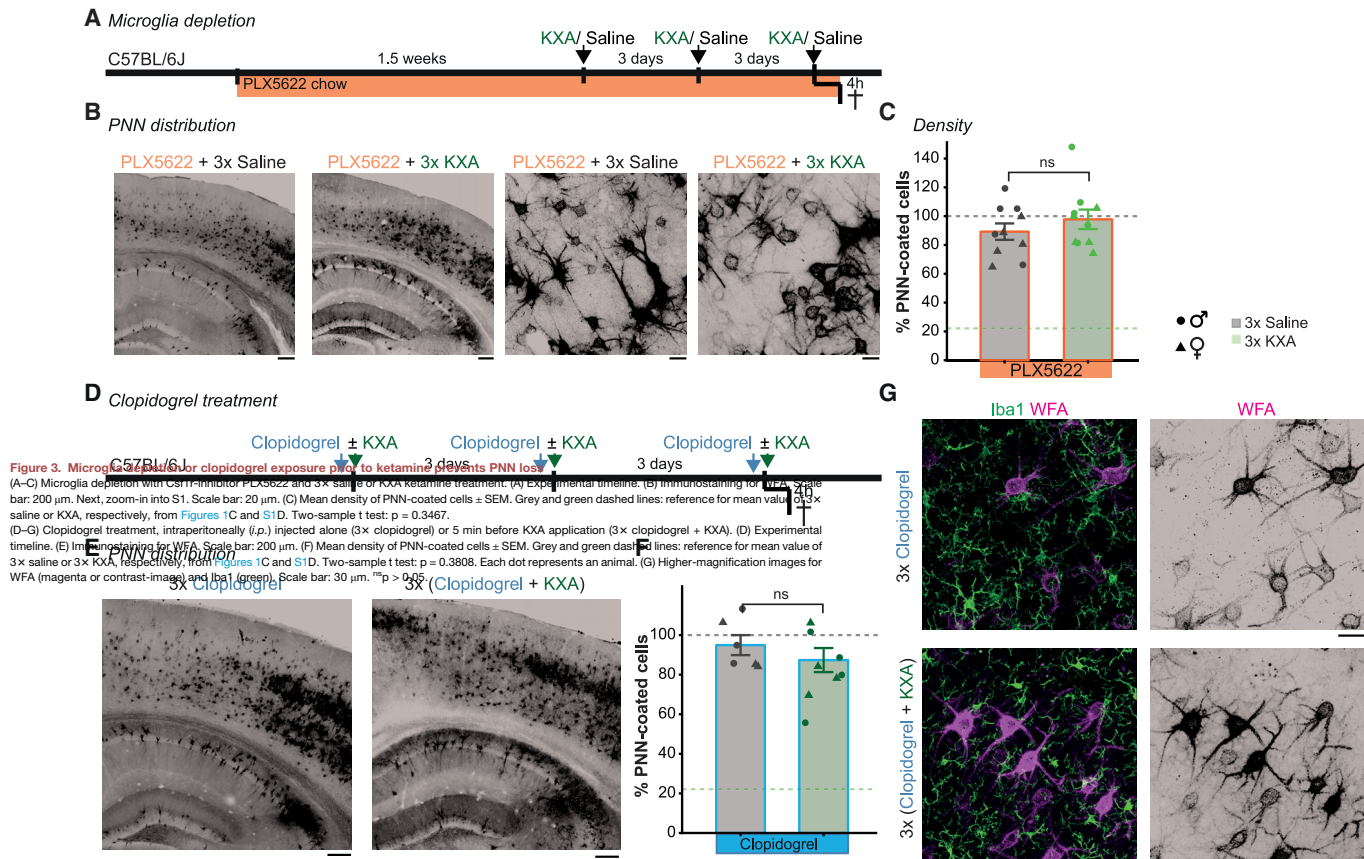 A Microglia depletion
KXA/ Saline KXA/ Saline KXA/ Saline
C57BL/6J 1.5 weeks 3 days 3 days
PLX5622 chow 4h
B PNN distribution
PLX5622 + 3x Saline PLX5622 + 3x KXA PLX5622 + 3x Saline PLX5622 + 3x KXA
C Density
% PNN-coated cells
140
120
100
80
60
40
20
0
ns
PLX5622
♂ 3x Saline
♀ 3x KXA
D Clopidogrel treatment
Clopidogrel ± KXA Clopidogrel ± KXA Clopidogrel ± KXA
C57BL/6J 3 days 3 days
4h
Figure 3. Microglia depletion or clopidogrel exposure prior to ketamine prevents PNN loss
(A–C) Microglia depletion with Csf1r-inhibitor PLX5622 and 3× saline or KXA ketamine treatment. (A) Experimental timeline. (B) Immunostaining for WFA. Scale
bar: 200 μm. Next, zoom-in into S1. Scale bar: 20 μm. (C) Mean density of PNN-coated cells ± SEM. Grey and green dashed lines: reference for mean value of 3×
saline or KXA, respectively, from Figures 1C and S1D. Two-sample t test: p = 0.3467.
(D–G) Clopidogrel treatment, intraperitoneally (i.p.) injected alone (3× clopidogrel) or 5 min before KXA application (3× clopidogrel + KXA). (D) Experimental
timeline. (E) Immunostaining for WFA. Scale bar: 200 μm. (F) Mean density of PNN-coated cells ± SEM. Grey and green dashed lines: reference for mean value of
3× saline or 3× KXA, respectively, from Figures 1C and S1D. Two-sample t test: p = 0.3808. Each dot represents an animal. (G) Higher-magnification images for
WFA (magenta or contrast-image) and Iba1 (green). Scale bar: 30 μm. ns p > 0.05.
E PNN distribution
3x Clopidogrel 3x (Clopidogrel + KXA)
F
% PNN-coated cells
100
80
60
40
20
0
ns
Clopidogrel
G
Iba1 WFA WFA
3x Clopidogrel
3x (Clopidogrel + KXA)